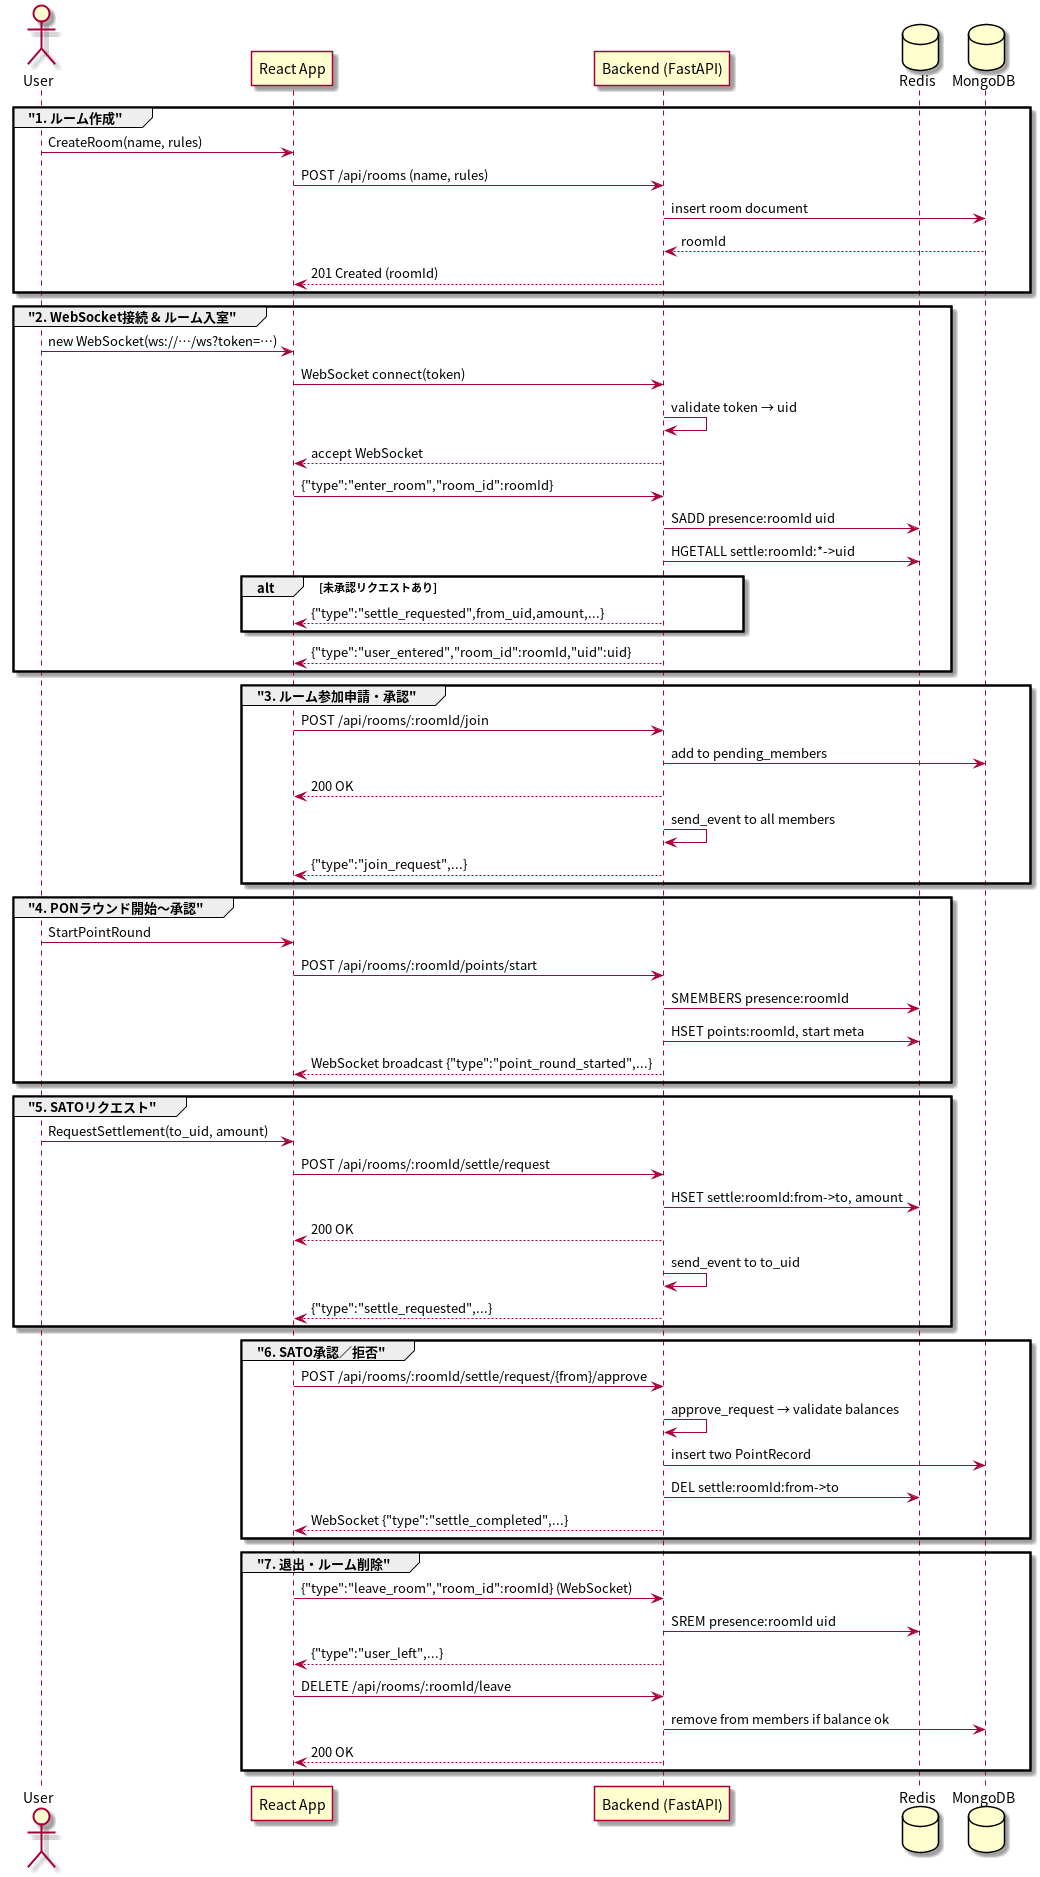 User
React App
Backend (FastAPI)
Redis
MongoDB
"1. ルーム作成"
CreateRoom(name, rules)
POST /api/rooms (name, rules)
insert room document
roomId
201 Created (roomId)
"2. WebSocket接続 & ルーム入室"
new WebSocket(ws://…/ws?token=…)
WebSocket connect(token)
validate token → uid
accept WebSocket
{"type":"enter_room","room_id":roomId}
SADD presence:roomId uid
HGETALL settle:roomId:*->uid
alt [未承認リクエストあり]
{"type":"settle_requested",from_uid,amount,...}
{"type":"user_entered","room_id":roomId,"uid":uid}
"3. ルーム参加申請・承認"
POST /api/rooms/:roomId/join
add to pending_members
200 OK
send_event to all members
{"type":"join_request",...}
"4. PONラウンド開始〜承認"
StartPointRound
POST /api/rooms/:roomId/points/start
SMEMBERS presence:roomId
HSET points:roomId, start meta
WebSocket broadcast {"type":"point_round_started",...}
"5. SATOリクエスト"
RequestSettlement(to_uid, amount)
POST /api/rooms/:roomId/settle/request
HSET settle:roomId:from->to, amount
200 OK
send_event to to_uid
{"type":"settle_requested",...}
"6. SATO承認／拒否"
POST /api/rooms/:roomId/settle/request/{from}/approve
approve_request → validate balances
insert two PointRecord
DEL settle:roomId:from->to
WebSocket {"type":"settle_completed",...}
"7. 退出・ルーム削除"
{"type":"leave_room","room_id":roomId} (WebSocket)
SREM presence:roomId uid
{"type":"user_left",...}
DELETE /api/rooms/:roomId/leave
remove from members if balance ok
200 OK
User
React App
Backend (FastAPI)
Redis
MongoDB